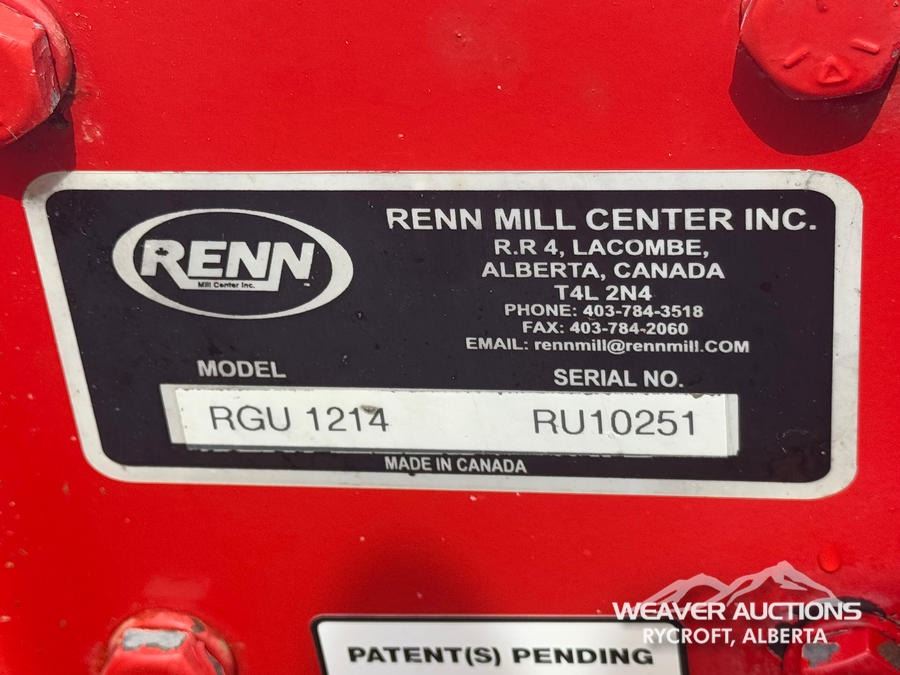 RENN
Mill Center Inc.
™
RENN MILL CENTER INC.
R.R 4, LACOMBE,
ALBERTA, CANADA
T4L 2N4
PHONE: 403-784-3518
FAX: 403-784-2060
EMAIL: rennmill@rennmill.COM
MODEL SERIAL NO.
RGU 1214 RU10251
MADE IN CANADA
PATENT(S) PENDING
WEAVER AUCTIONS
RYCROFT, ALBERTA